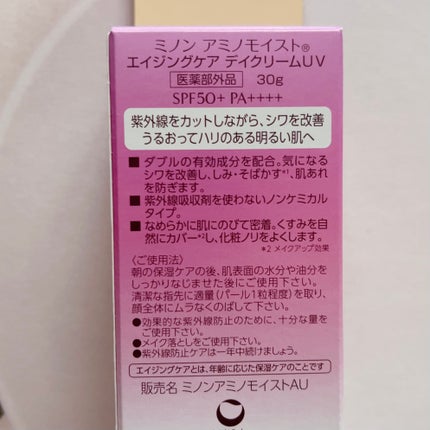 ミノン アミノモイスト®
エイジングケア デイクリームUV
医薬部外品 30g
SPF50+ PA++++
紫外線をカットしながら、シワを改善
うるおってハリのある明るい肌へ
■ダブルの有効成分を配合。気になる
シワを改善し、しみ・そばかす*1、肌あれ
を防ぎます。
■紫外線吸収剤を使わないノンケミカル
タイプ。
■なめらかに肌にのびて密着。くすみを自
然にカバー*2し、化粧ノリをよくします。
*2 メイクアップ効果
〈ご使用法〉
朝の保湿ケアの後、肌表面の水分や油分を
しっかりなじませた後にご使用下さい。
清潔な指先に適量(パール1粒程度)を取り、
顔全体にムラなくのばして下さい。
●効果的な紫外線防止のために、十分な量を
ご使用下さい。
●メイク落としをしてください。
●紫外線防止ケアは一年中続けましょう。
エイジングケアとは、年齢に応じた保湿ケアのことです
販売名 ミノンアミノモイストAU